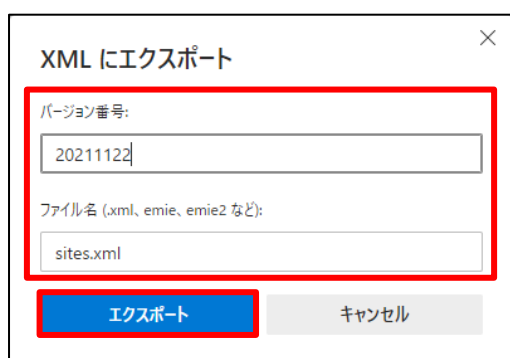 XML にエクスポート
バージョン番号:
20211122
ファイル名 (.xml、emie、emie2 など):
sites.xml
エクスポート
キャンセル